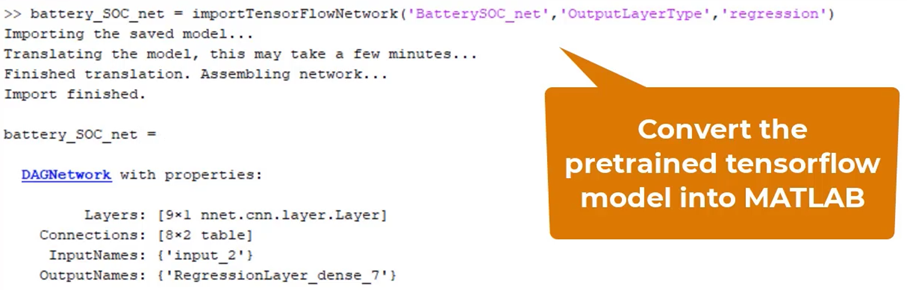 >> battery_SOC_net = importTensorFlowNetwork('BatterySOC_net','OutputLayerType','regression')
Importing the saved model...
Translating the model, this may take a few minutes...
Finished translation. Assembling network...
Import finished.
battery_SOC_net =
DAGNetwork with properties:
Layers: [9×1 nnet.cnn.layer.Layer]
Connections: [8×2 table]
InputNames: {'input_2'}
OutputNames: {'RegressionLayer_dense_7'}
Convert the
pretrained tensorflow
model into MATLAB